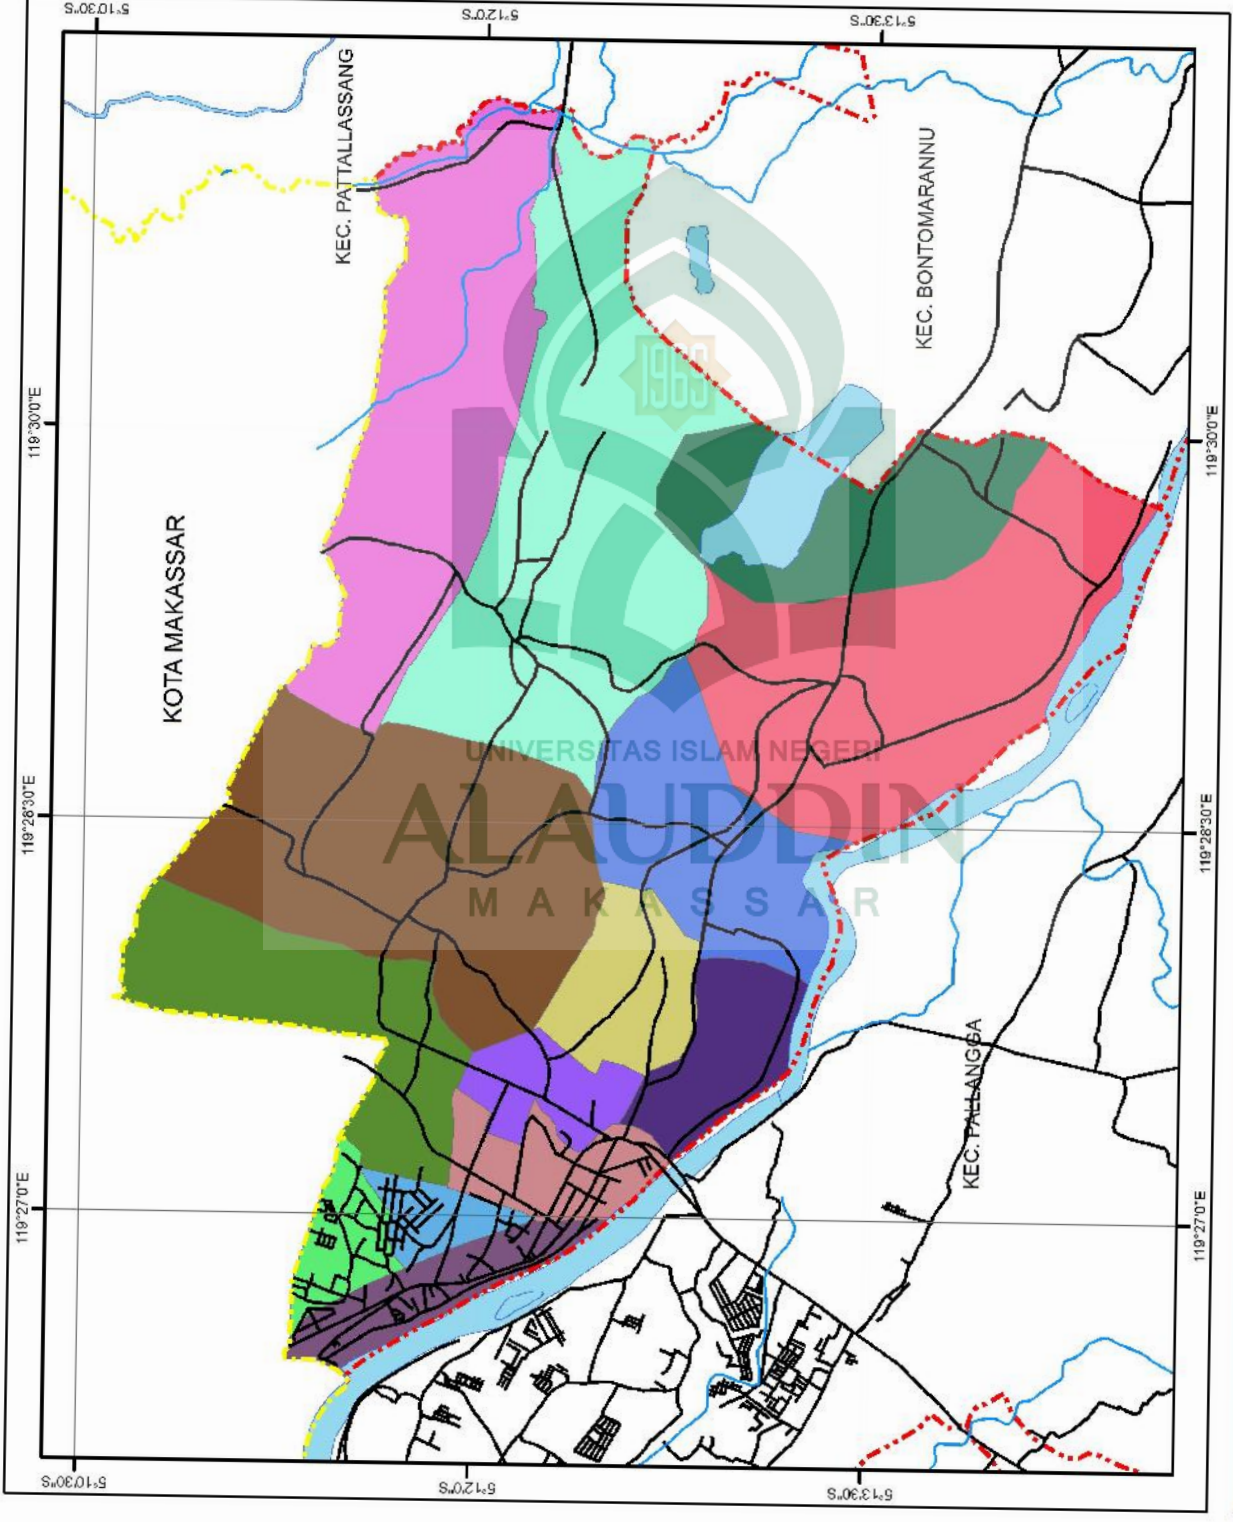 5°10'30"S
5°12'0"S
5°13'30"S
KEC. PATTALLASSANG
KEC. BONTOMARANNU
1969
119°30'0"E
119°30'0"E
KOTA MAKASSAR
UNIVERSITAS ISLAM NEGERI
ALAUDDIN
MAKASSAR
119°28'30"E
119°28'30"E
KEC. PALLANGGA
119°27'0"E
119°27'0"E
5°10'30"S
5°12'0"S
5°13'30"S